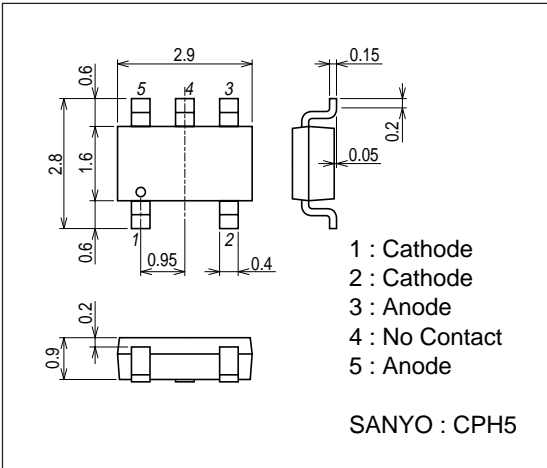 2.9
0.15
0.6
5
4
3
0.2
2.8
1.6
0.05
1
2
0.6
0.95
0.4
0.2
0.9
1 : Cathode
2 : Cathode
3 : Anode
4 : No Contact
5 : Anode
SANYO : CPH5